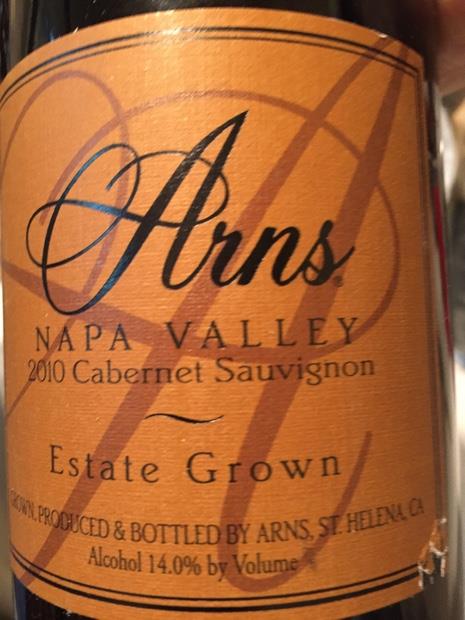 Arns®
NAPA VALLEY
2010 Cabernet Sauvignon
Estate Grown
GROWN, PRODUCED & BOTTLED BY ARNS, ST. HELENA, CA
Alcohol 14.0% by Volume